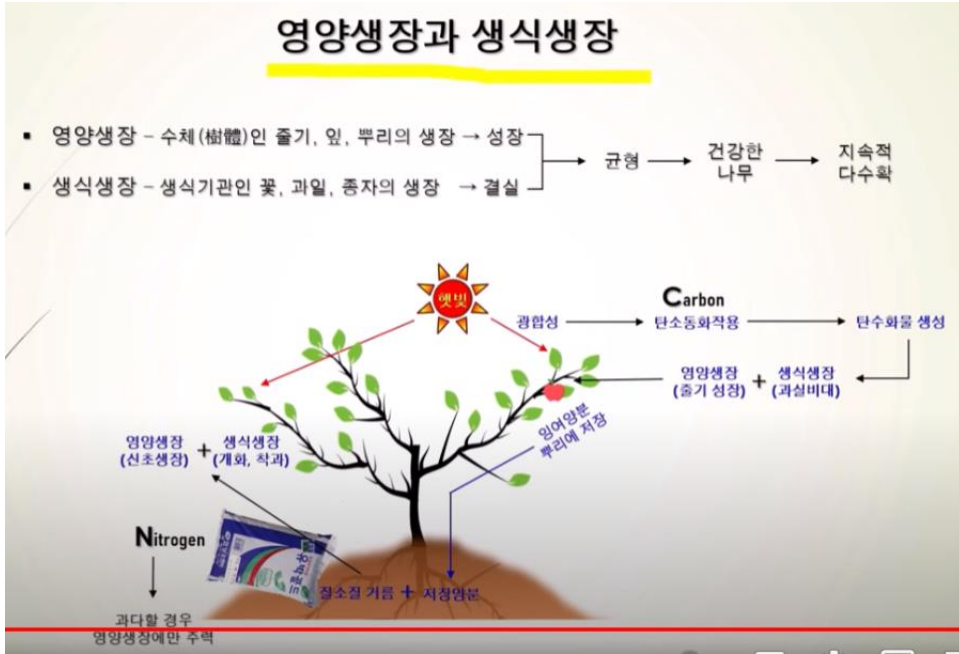 영양생장과 생식생장
▪ 영양생장 – 수체(樹體)인 줄기, 잎, 뿌리의 생장 → 성장
▪ 생식생장 – 생식기관인 꽃, 과일, 종자의 생장 → 결실
균형
건강한
나무
지속적
다수확
햇빛
광합성
Carbon
탄소동화작용
탄수화물 생성
영양생장
(줄기 성장)
+
생식생장
(과실비대)
잉여양분
뿌리에 저장
영양생장
(신초생장)
+
생식생장
(개화, 착과)
Nitrogen
유박골드
질소질 거름 + 저장양분
과다할 경우
영양생장에만 주력